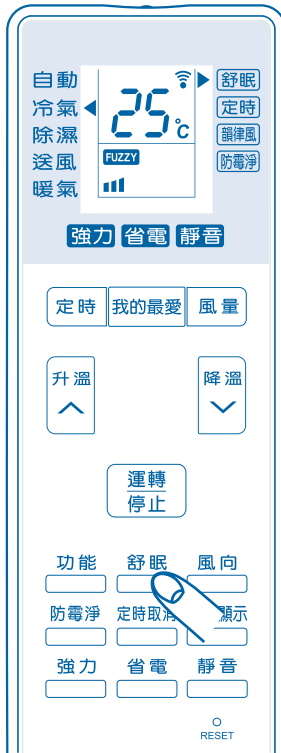 自動 舒眠
冷氣 25°C 定時
除濕 韻律風
送風 FUZZY 防霉淨
暖氣
強力 省電 靜音
定時 我的最愛 風量
升溫 降溫
運轉
停止
功能 舒眠 風向
防霉淨 定時取消 顯示
強力 省電 靜音
RESET